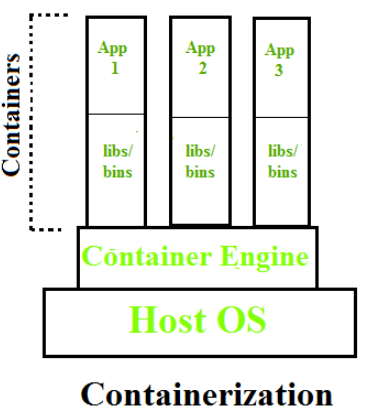 Containers
App
1
App
2
App
3
libs/
bins
libs/
bins
libs/
bins
Container Engine
Host OS
Containerization